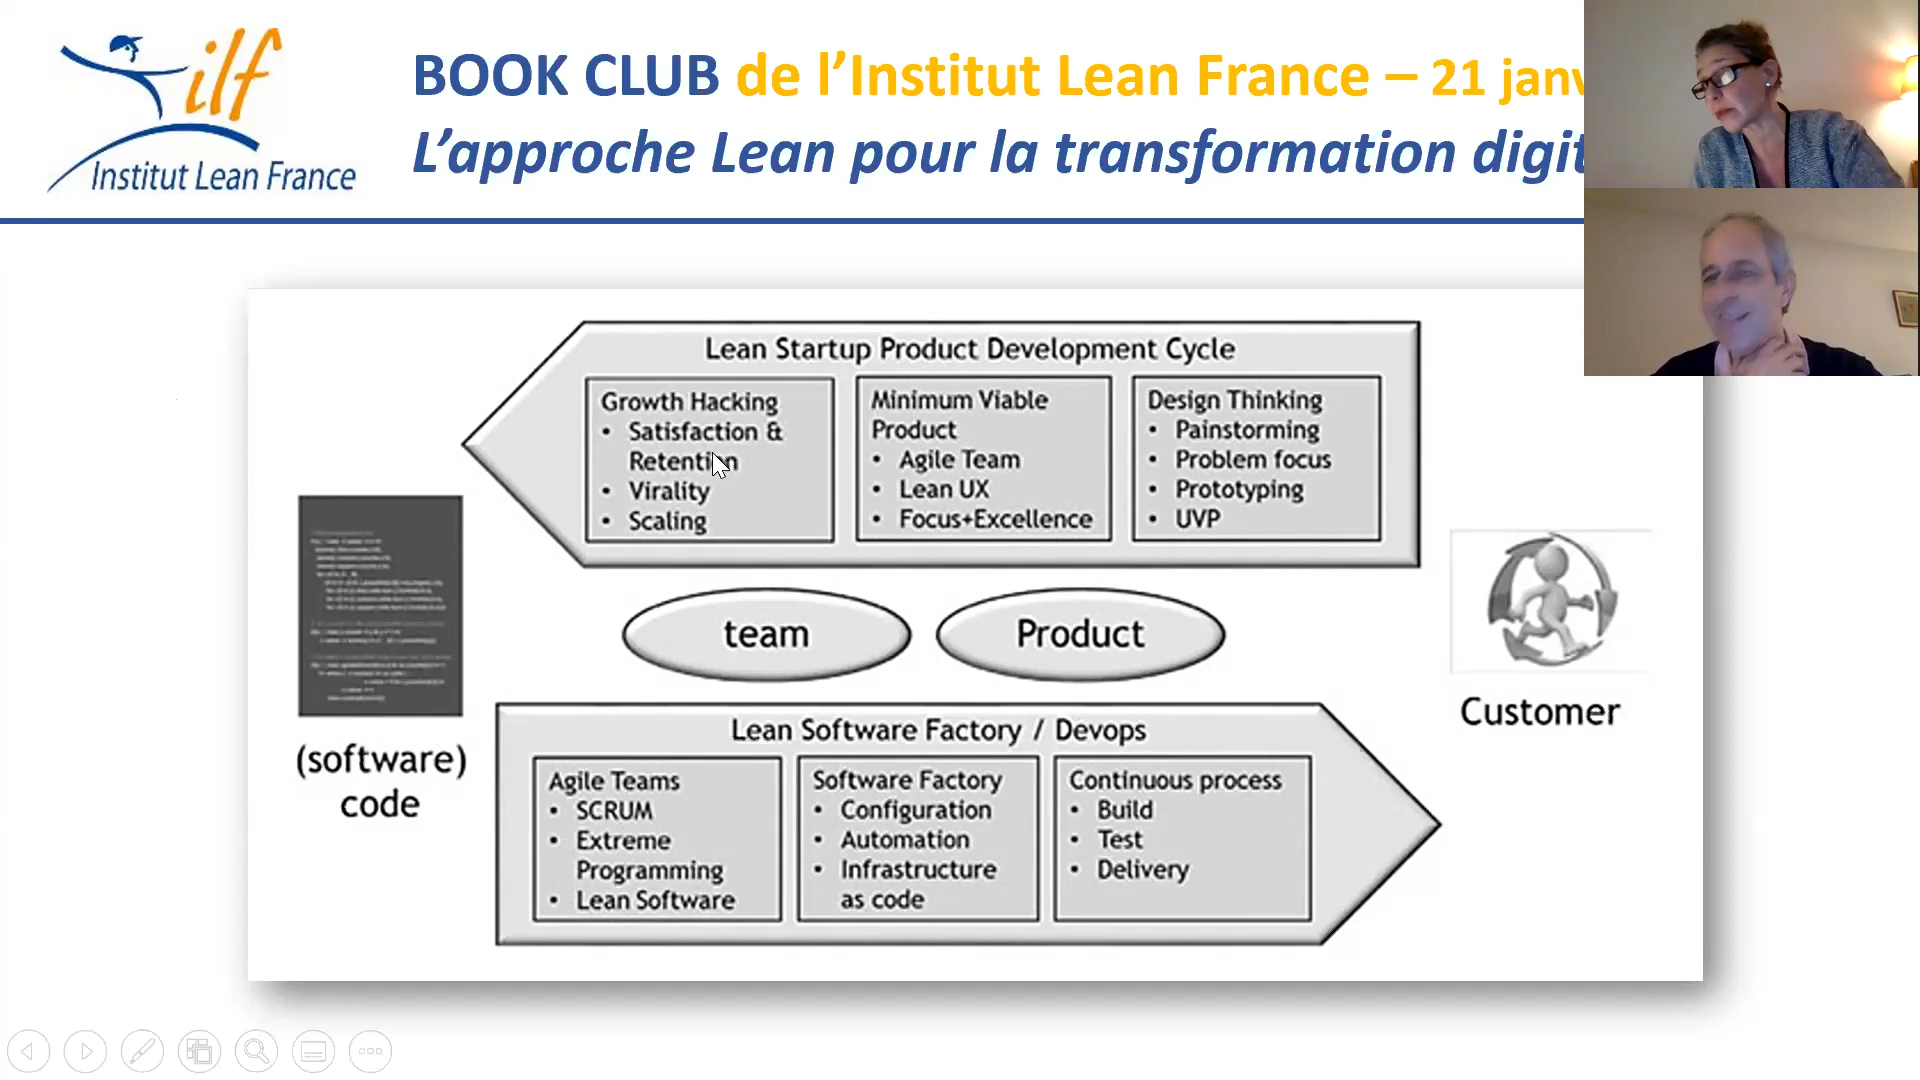 ilf
Institut Lean France
BOOK CLUB de l’Institut Lean France – 21 janv
L’approche Lean pour la transformation digit
Lean Startup Product Development Cycle
Growth Hacking
• Satisfaction &
Retention
• Virality
• Scaling
Minimum Viable
Product
• Agile Team
• Lean UX
• Focus+Excellence
Design Thinking
• Painstorming
• Problem focus
• Prototyping
• UVP
team
Product
(software)
code
Customer
Lean Software Factory / Devops
Agile Teams
• SCRUM
• Extreme
Programming
• Lean Software
Software Factory
• Configuration
• Automation
• Infrastructure
as code
Continuous process
• Build
• Test
• Delivery